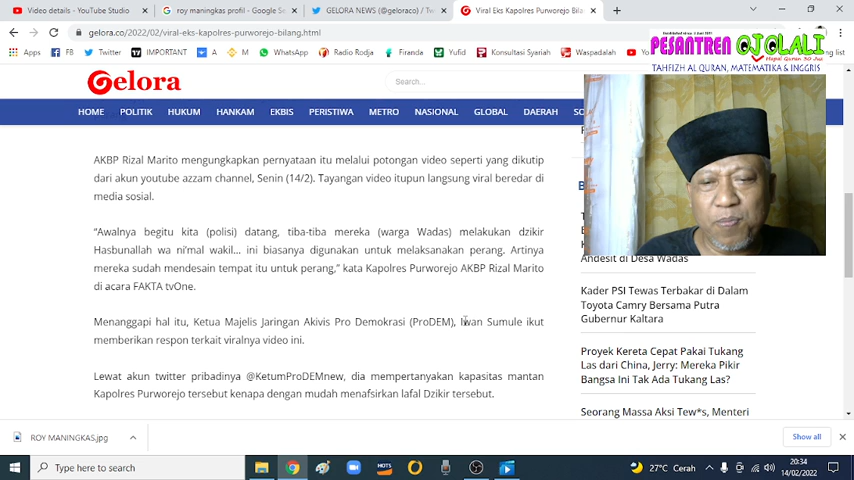 Video details - YouTube Studio
roy maningkas profil - Google Se
GELORA NEWS (@geloraco) / Tw
Viral Eks Kapolres Purworejo Bila
gelora.co/2022/02/viral-eks-kapolres-purworejo-bilang.html
Apps FB Twitter IMPORTANT A M WhatsApp Radio Rodja Firanda Yufid Konsultasi Syariah Waspadalah
PESANTREN OJOLALI
Hapal Quran 30 Juz
TAHFIZH AL QURAN, MATEMATIKA & INGGRIS
Gelora
Search...
HOME POLITIK HUKUM HANKAM EKBIS PERISTIWA METRO NASIONAL GLOBAL DAERAH
AKBP Rizal Marito mengungkapkan pernyataan itu melalui potongan video seperti yang dikutip
dari akun youtube azzam channel, Senin (14/2). Tayangan video itupun langsung viral beredar di
media sosial.
“Awalnya begitu kita (polisi) datang, tiba-tiba mereka (warga Wadas) melakukan dzikir
Hasbunallah wa ni’mal wakil... ini biasanya digunakan untuk melaksanakan perang. Artinya
mereka sudah mendesain tempat itu untuk perang,” kata Kapolres Purworejo AKBP Rizal Marito
di acara FAKTA tvOne.
Menanggapi hal itu, Ketua Majelis Jaringan Akivis Pro Demokrasi (ProDEM), Iwan Sumule ikut
memberikan respon terkait viralnya video ini.
Lewat akun twitter pribadinya @KetumProDEMnew, dia mempertanyakan kapasitas mantan
Kapolres Purworejo tersebut kenapa dengan mudah menafsirkan lafal Dzikir tersebut.
Andesit di Desa Wadas
Kader PSI Tewas Terbakar di Dalam
Toyota Camry Bersama Putra
Gubernur Kaltara
Proyek Kereta Cepat Pakai Tukang
Las dari China, Jerry: Mereka Pikir
Bangsa Ini Tak Ada Tukang Las?
Seorang Massa Aksi Tew*s, Menteri
ROY MANINGKAS.jpg
Show all
Type here to search
27°C Cerah
20:34
14/02/2022